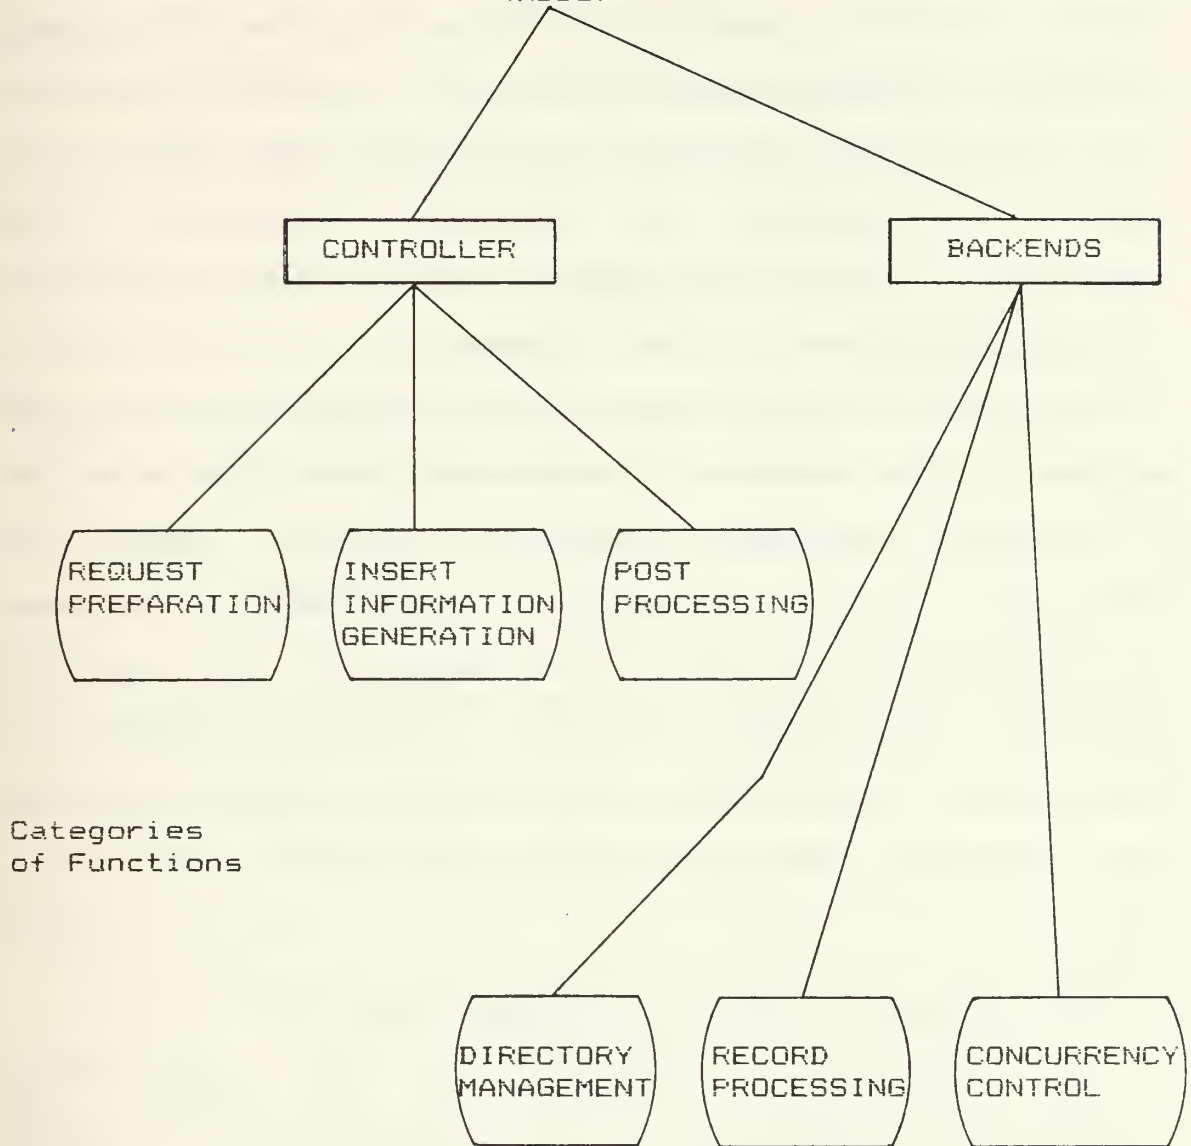 CONTROLLER
BACKENDS
REQUEST
PREPARATION
INSERT
INFORMATION
GENERATION
POST
PROCESSING
Categories
of Functions
DIRECTORY
MANAGEMENT
RECORD
PROCESSING
CONCURRENCY
CONTROL